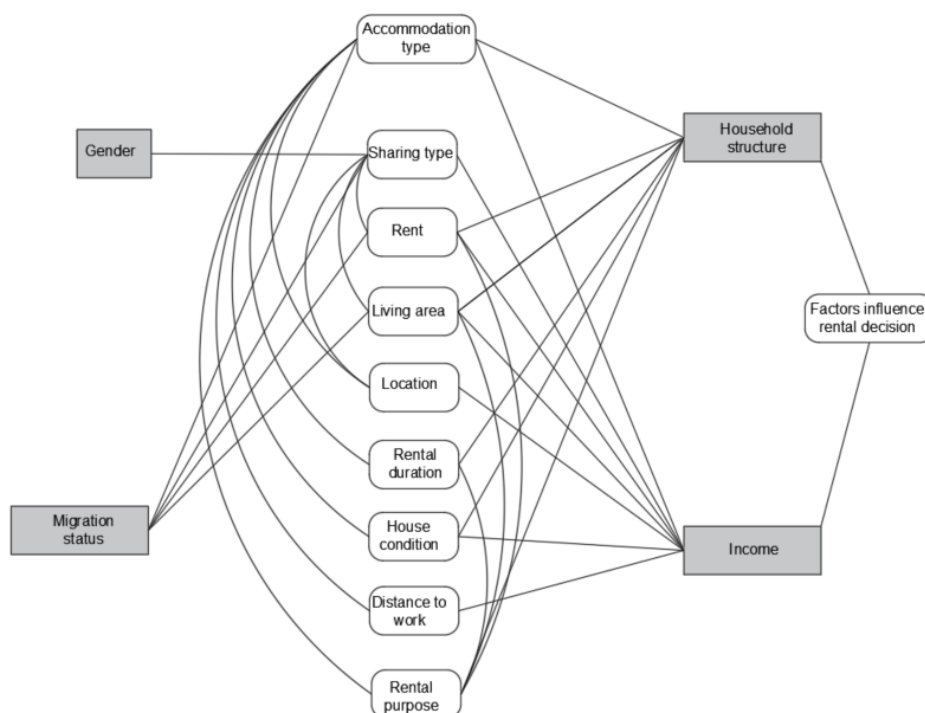 Accommodation
type
Gender
Sharing type
Household
structure
Rent
Living area
Factors influence
rental decision
Location
Rental
duration
Migration
status
House
condition
Income
Distance to
work
Rental
purpose